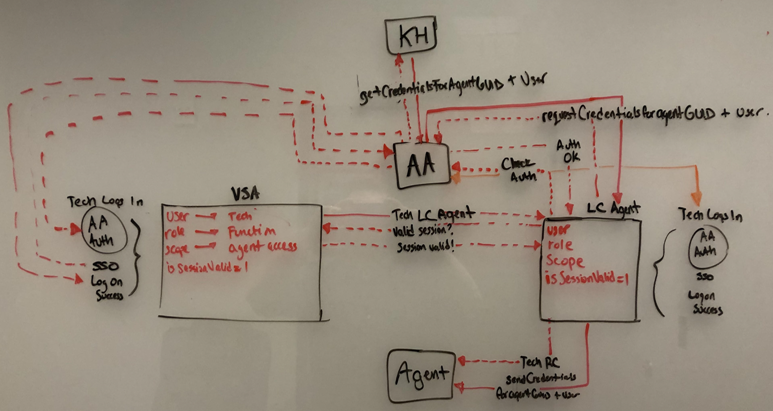 KH
getCredentialsForAgentGUID + User
requestCredentialsForagentGUID + User.
AA
Auth
OK
Check
Auth
Tech Logs In
AA
Auth
SSO
Log On
Success
VSA
User → Tech
role → Function
scope → agent access
isSessionValid=1
Tech LC Agent
Valid session?
Session valid!
LC Agent
user
role
Scope
isSessionValid=1
Tech Logs In
AA
Auth
SSO
Logon
Success
Agent
Tech RC
sendCredentials
ForagentGUID + User